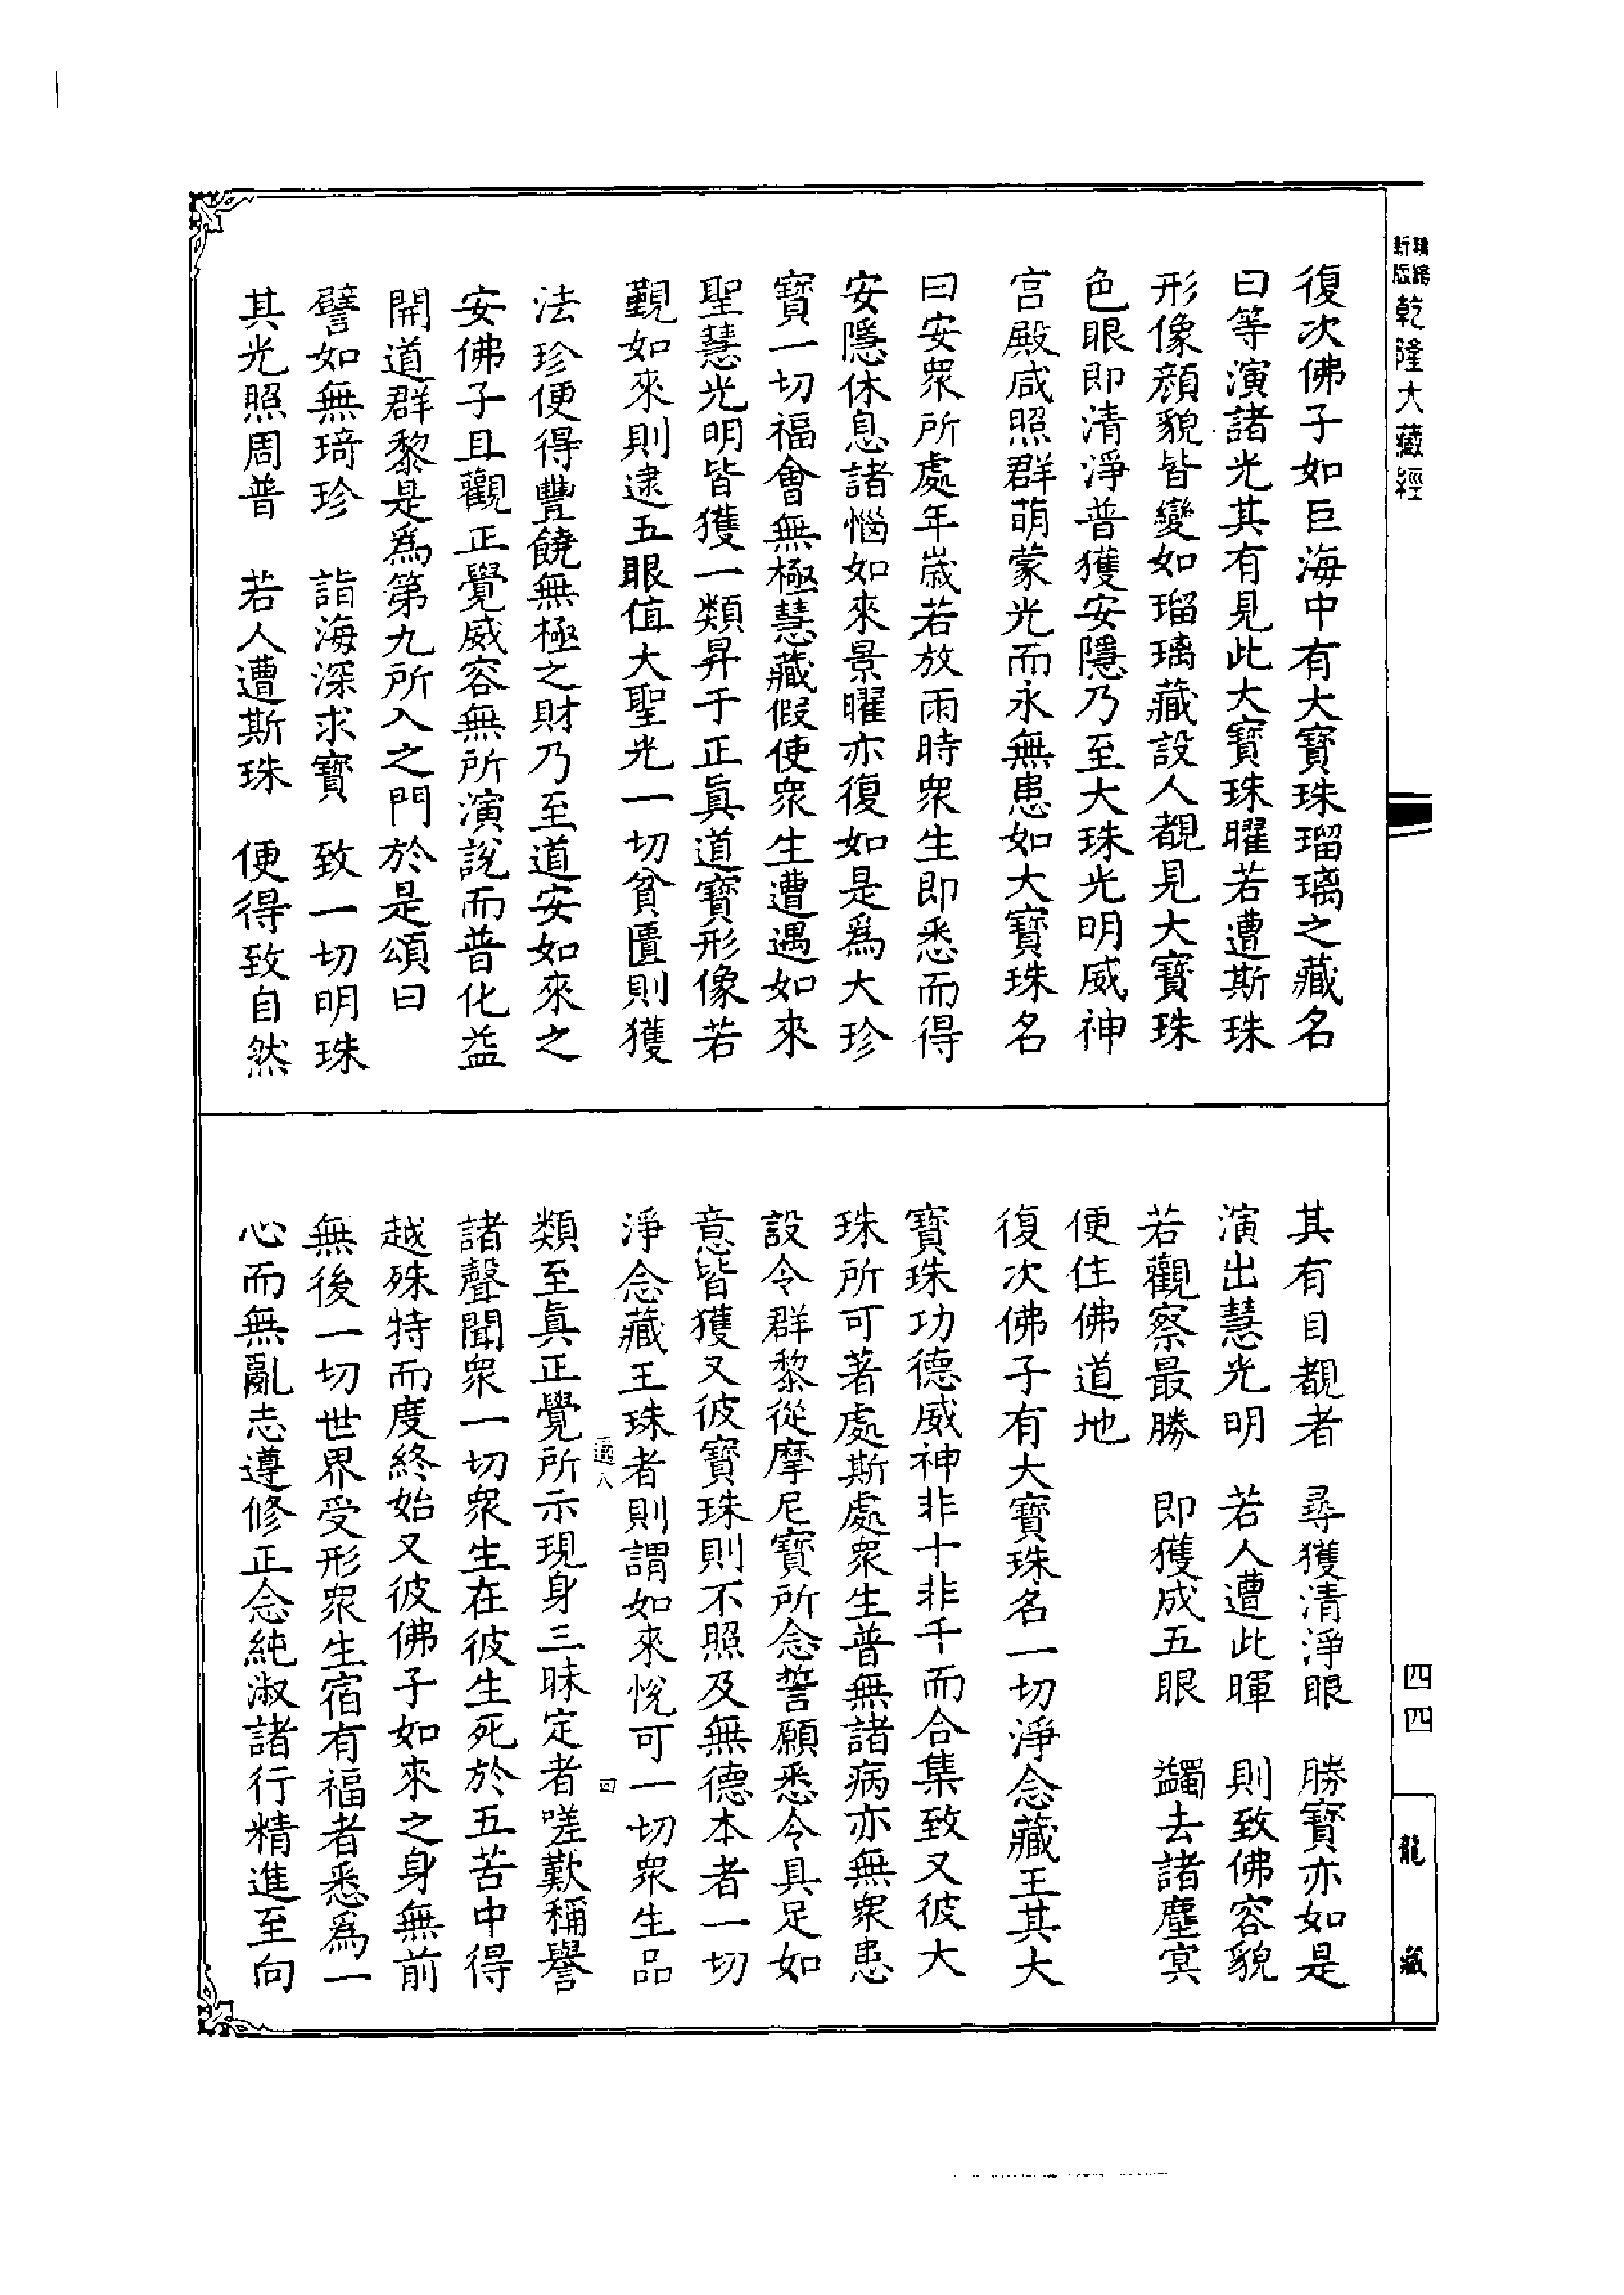 復次佛子如巨海中有大寶珠瑠璃之藏名
曰等演諸光其有見此大寶珠曜若遭斯珠
形像顔貌皆變如瑠璃藏設人覩見大寶珠
色眼即清淨普獲安隱乃至大珠光明威神
宮殿咸照群萌蒙光而永無患如大寶珠名
曰安衆所處年歲若放雨時衆生即悉而得
安隱休息諸惱如來景曜亦復如是爲大珍
寶一切福會無極慧藏假使衆生遭遇如來
聖慧光明皆獲一類昇于正眞道寶形像若
覲如來則逮五眼值大聖光一切貧匱則獲
法珍便得豐饒無極之財乃至道安如來之
安佛子且觀正覺威容無所演說而普化益
開道群黎是爲第九所入之門於是頌曰
譬如無琦珍　詣海深求寶　致一切明珠
其光照周普　若人遭斯珠　便得致自然
其有目覩者　尋獲清淨眼　勝寶亦如是
演出慧光明　若人遭此暉　則致佛容貌
若觀察最勝　即獲成五眼　蠲去諸塵冥
便住佛道地
復次佛子有大寶珠名一切淨念藏王其大
寶珠功德威神非十非千而合集致又彼大
珠所可著處斯處衆生普無諸病亦無衆患
設令群黎從摩尼寶所念誓願悉令具足如
意皆獲又彼寶珠則不照及無德本者一切
淨念藏王珠者則謂如來悅可一切衆生品
類至眞正覺所示現身三昧定者嗟歎稱譽
諸聲聞衆一切衆生在彼生死於五苦中得
越殊特而度終始又彼佛子如來之身無前
無後一切世界受形衆生宿有福者悉爲一
心而無亂志遵修正念純淑諸行精進至向
新版
乾隆大藏經
四四
龍藏